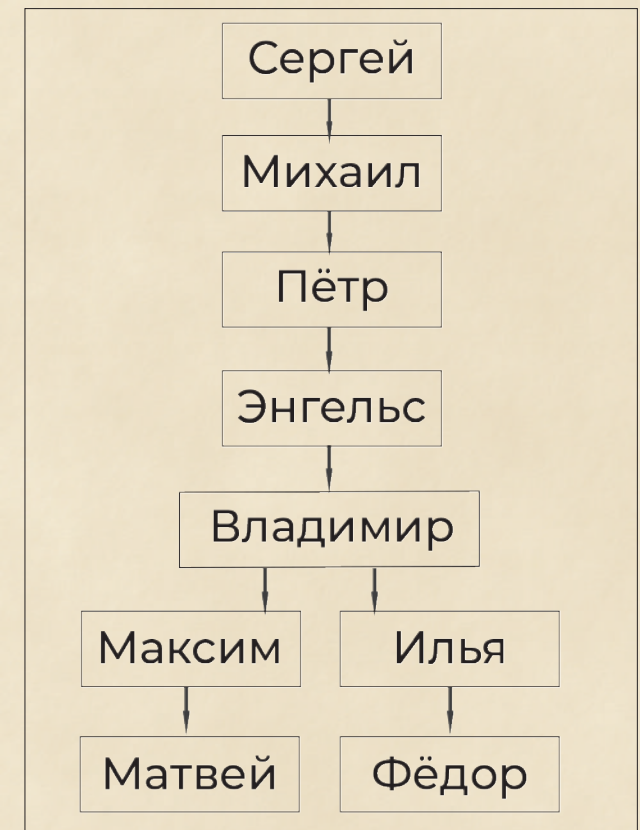 Сергей
Михаил
Пётр
Энгельс
Владимир
Максим Илья
Матвей Фёдор